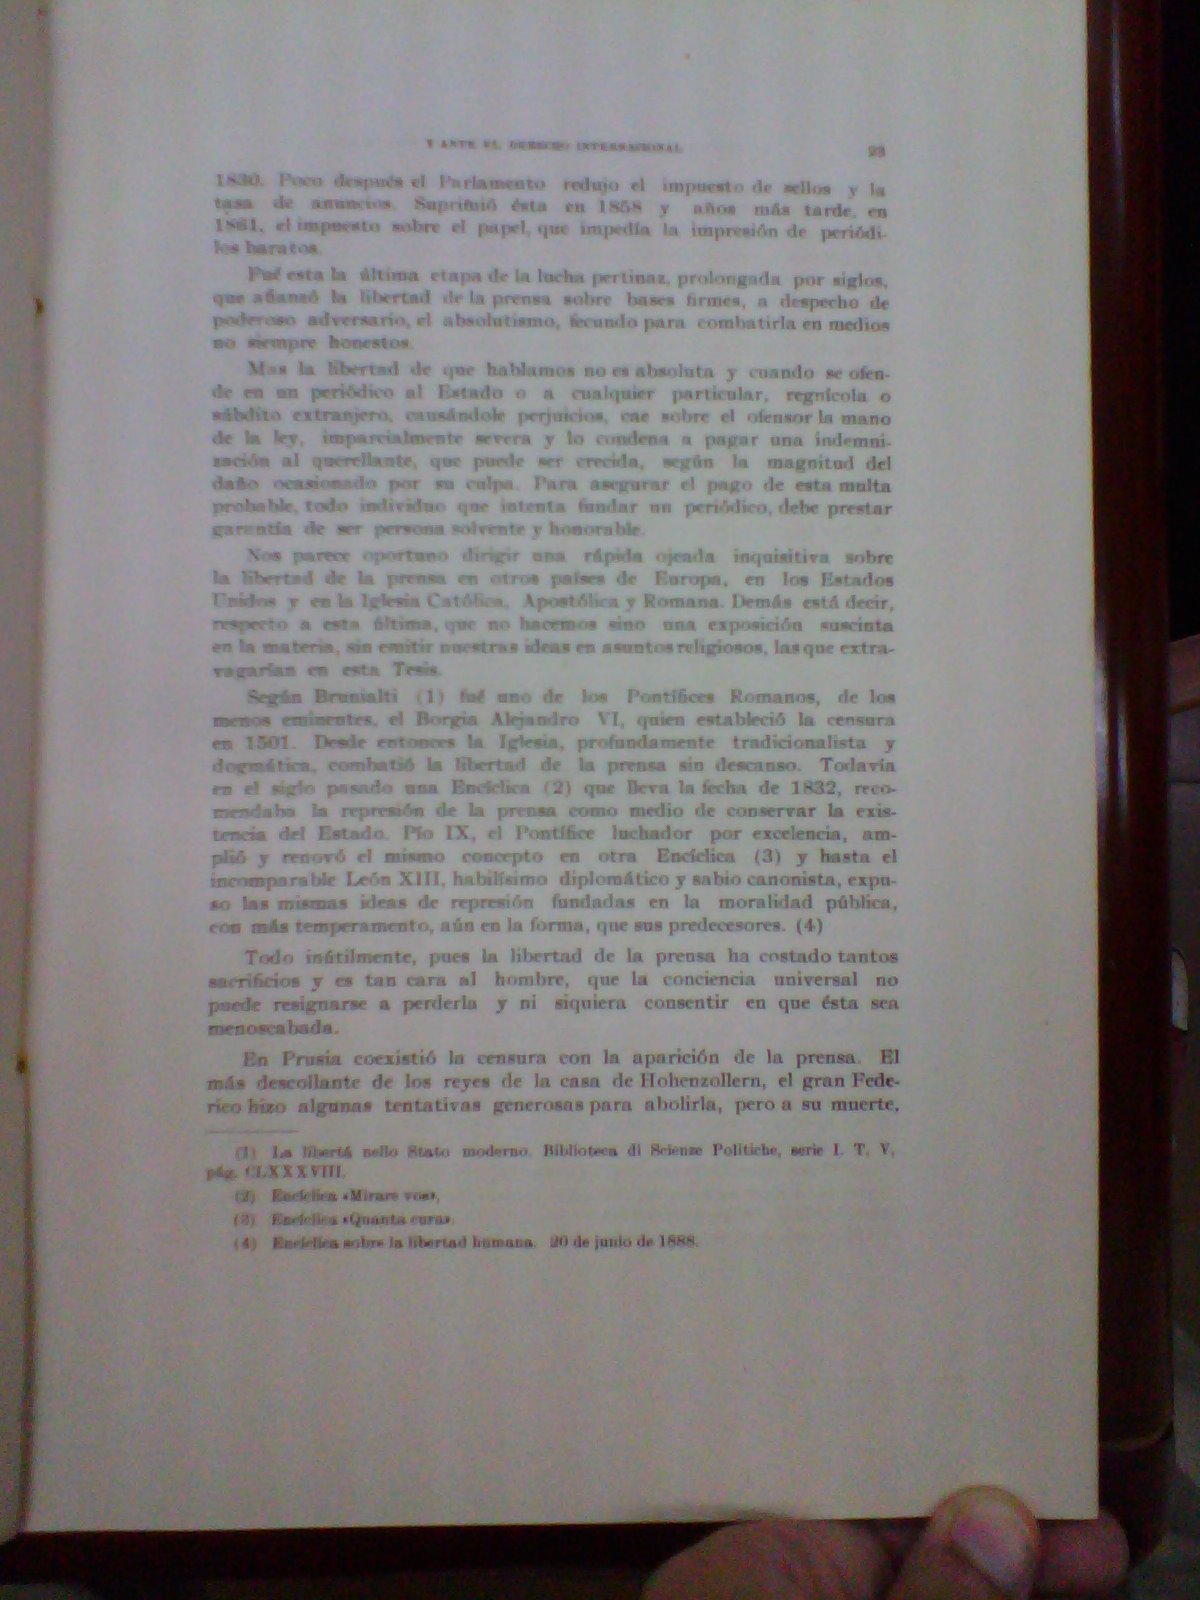 Y ANTE EL DERECHO INTERNACIONAL 23
1830. Poco después el Parlamento redujo el impuesto de sellos y la
tasa de anuncios. Suprimió ésta en 1858 y años más tarde, en
1861, el impuesto sobre el papel, que impedía la impresión de periódi-
los baratos.
Fué esta la última etapa de la lucha pertinaz, prolongada por siglos,
que afianzó la libertad de la prensa sobre bases firmes, a despecho de
poderoso adversario, el absolutismo, fecundo para combatirla en medios
no siempre honestos.
Mas la libertad de que hablamos no es absoluta y cuando se ofen-
de en un periódico al Estado o a cualquier particular, regnícola o
súbdito extranjero, causándole perjuicios, cae sobre el ofensor la mano
de la ley, imparcialmente severa y lo condena a pagar una indemni-
zación al querellante, que puede ser crecida, según la magnitud del
daño ocasionado por su culpa. Para asegurar el pago de esta multa
probable, todo individuo que intenta fundar un periódico, debe prestar
garantía de ser persona solvente y honorable.
Nos parece oportuno dirigir una rápida ojeada inquisitiva sobre
la libertad de la prensa en otros países de Europa, en los Estados
Unidos y en la Iglesia Católica, Apostólica y Romana. Demás está decir,
respecto a esta última, que no hacemos sino una exposición suscinta
en la materia, sin emitir nuestras ideas en asuntos religiosos, las que extra-
vagarían en esta Tesis.
Según Brunialti (1) fué uno de los Pontífices Romanos, de los
menos eminentes, el Borgia Alejandro VI, quien estableció la censura
en 1501. Desde entonces la Iglesia, profundamente tradicionalista y
dogmática, combatió la libertad de la prensa sin descanso. Todavía
en el siglo pasado una Encíclica (2) que lleva la fecha de 1832, reco-
mendaba la represión de la prensa como medio de conservar la exis-
tencia del Estado. Pío IX, el Pontífice luchador por excelencia, am-
plió y renovó el mismo concepto en otra Encíclica (3) y hasta el
incomparable León XIII, habilísimo diplomático y sabio canonista, expu-
so las mismas ideas de represión fundadas en la moralidad pública,
con más temperamento, aún en la forma, que sus predecesores. (4)
Todo inútilmente, pues la libertad de la prensa ha costado tantos
sacrificios y es tan cara al hombre, que la conciencia universal no
puede resignarse a perderla y ni siquiera consentir en que ésta sea
menoscabada.
En Prusia coexistió la censura con la aparición de la prensa. El
más descollante de los reyes de la casa de Hohenzollern, el gran Fede-
rico hizo algunas tentativas generosas para abolirla, pero a su muerte,
(1) La libertá nello Stato moderno. Biblioteca di Scienze Politiche, serie I. T. V,
pág. CLXXXVIII.
(2) Encíclica «Mirare vos»,
(3) Encíclica «Quanta cura».
(4) Encíclica sobre la libertad humana. 20 de junio de 1888.